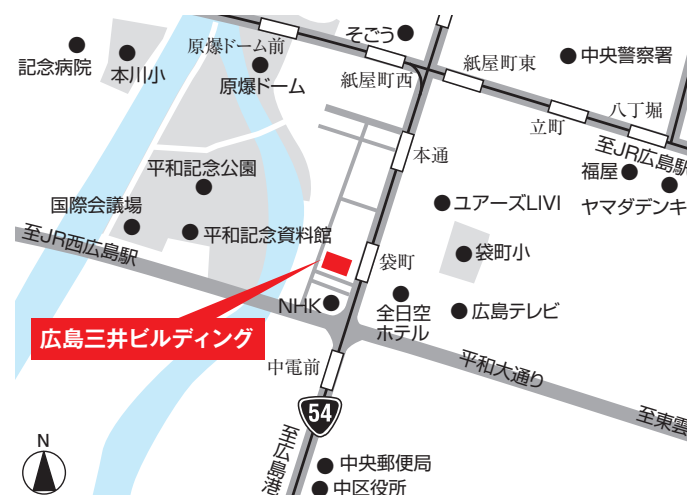 そごう
原爆ドーム前
記念病院
本川小
原爆ドーム
紙屋町西
紙屋町東
中央警察署
八丁堀
立町
至JR広島駅
本通
福屋
ヤマダデンキ
平和記念公園
国際会議場
平和記念資料館
ユアーズLIVI
至JR西広島駅
袋町
袋町小
NHK
全日空
ホテル
広島テレビ
広島三井ビルディング
中電前
平和大通り
54
至東雲
至広島港
N
中央郵便局
中区役所